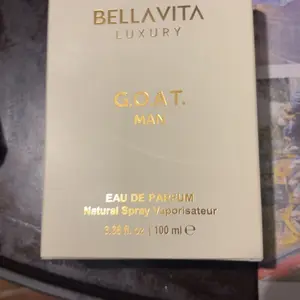 BELLAVITA
LUXURY
G.O.A.T.
MAN
EAU DE PARFUM
Natural Spray Vaporisateur
3.38 fl. oz | 100 ml ℮